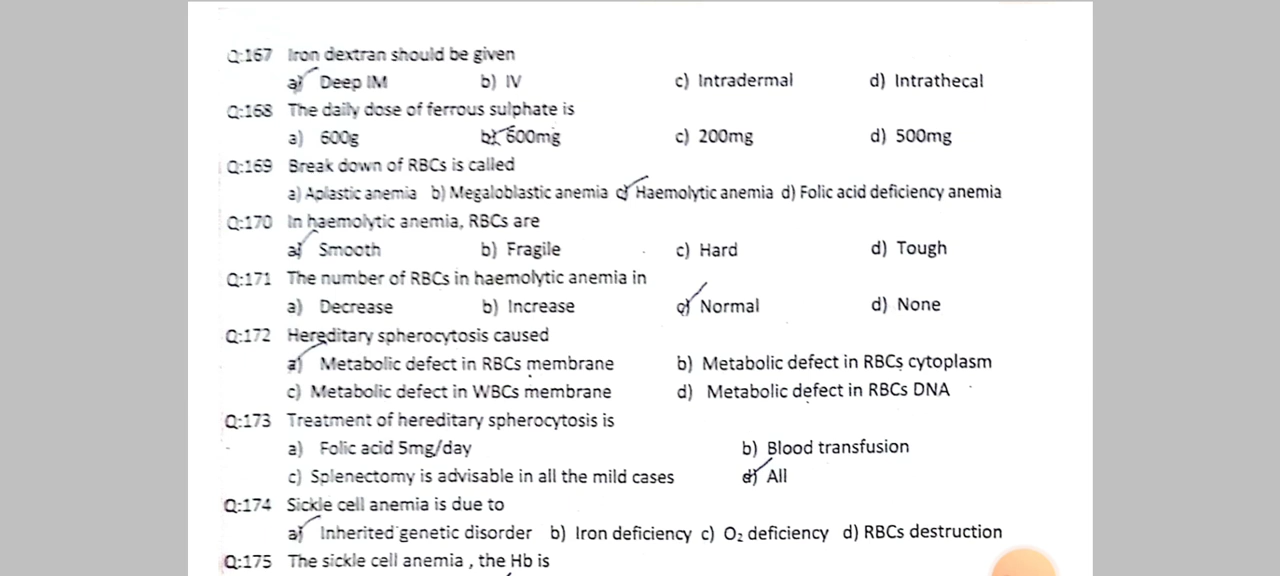 Q:167 Iron dextran should be given
a) Deep IM b) IV c) Intradermal d) Intrathecal
Q:168 The daily dose of ferrous sulphate is
a) 600g b) 600mg c) 200mg d) 500mg
Q:169 Break down of RBCs is called
a) Aplastic anemia b) Megaloblastic anemia c) Haemolytic anemia d) Folic acid deficiency anemia
Q:170 In haemolytic anemia, RBCs are
a) Smooth b) Fragile c) Hard d) Tough
Q:171 The number of RBCs in haemolytic anemia in
a) Decrease b) Increase c) Normal d) None
Q:172 Hereditary spherocytosis caused
a) Metabolic defect in RBCs membrane b) Metabolic defect in RBCs cytoplasm
c) Metabolic defect in WBCs membrane d) Metabolic defect in RBCs DNA
Q:173 Treatment of hereditary spherocytosis is
a) Folic acid 5mg/day b) Blood transfusion
c) Splenectomy is advisable in all the mild cases d) All
Q:174 Sickle cell anemia is due to
a) Inherited genetic disorder b) Iron deficiency c) O₂ deficiency d) RBCs destruction
Q:175 The sickle cell anemia , the Hb is